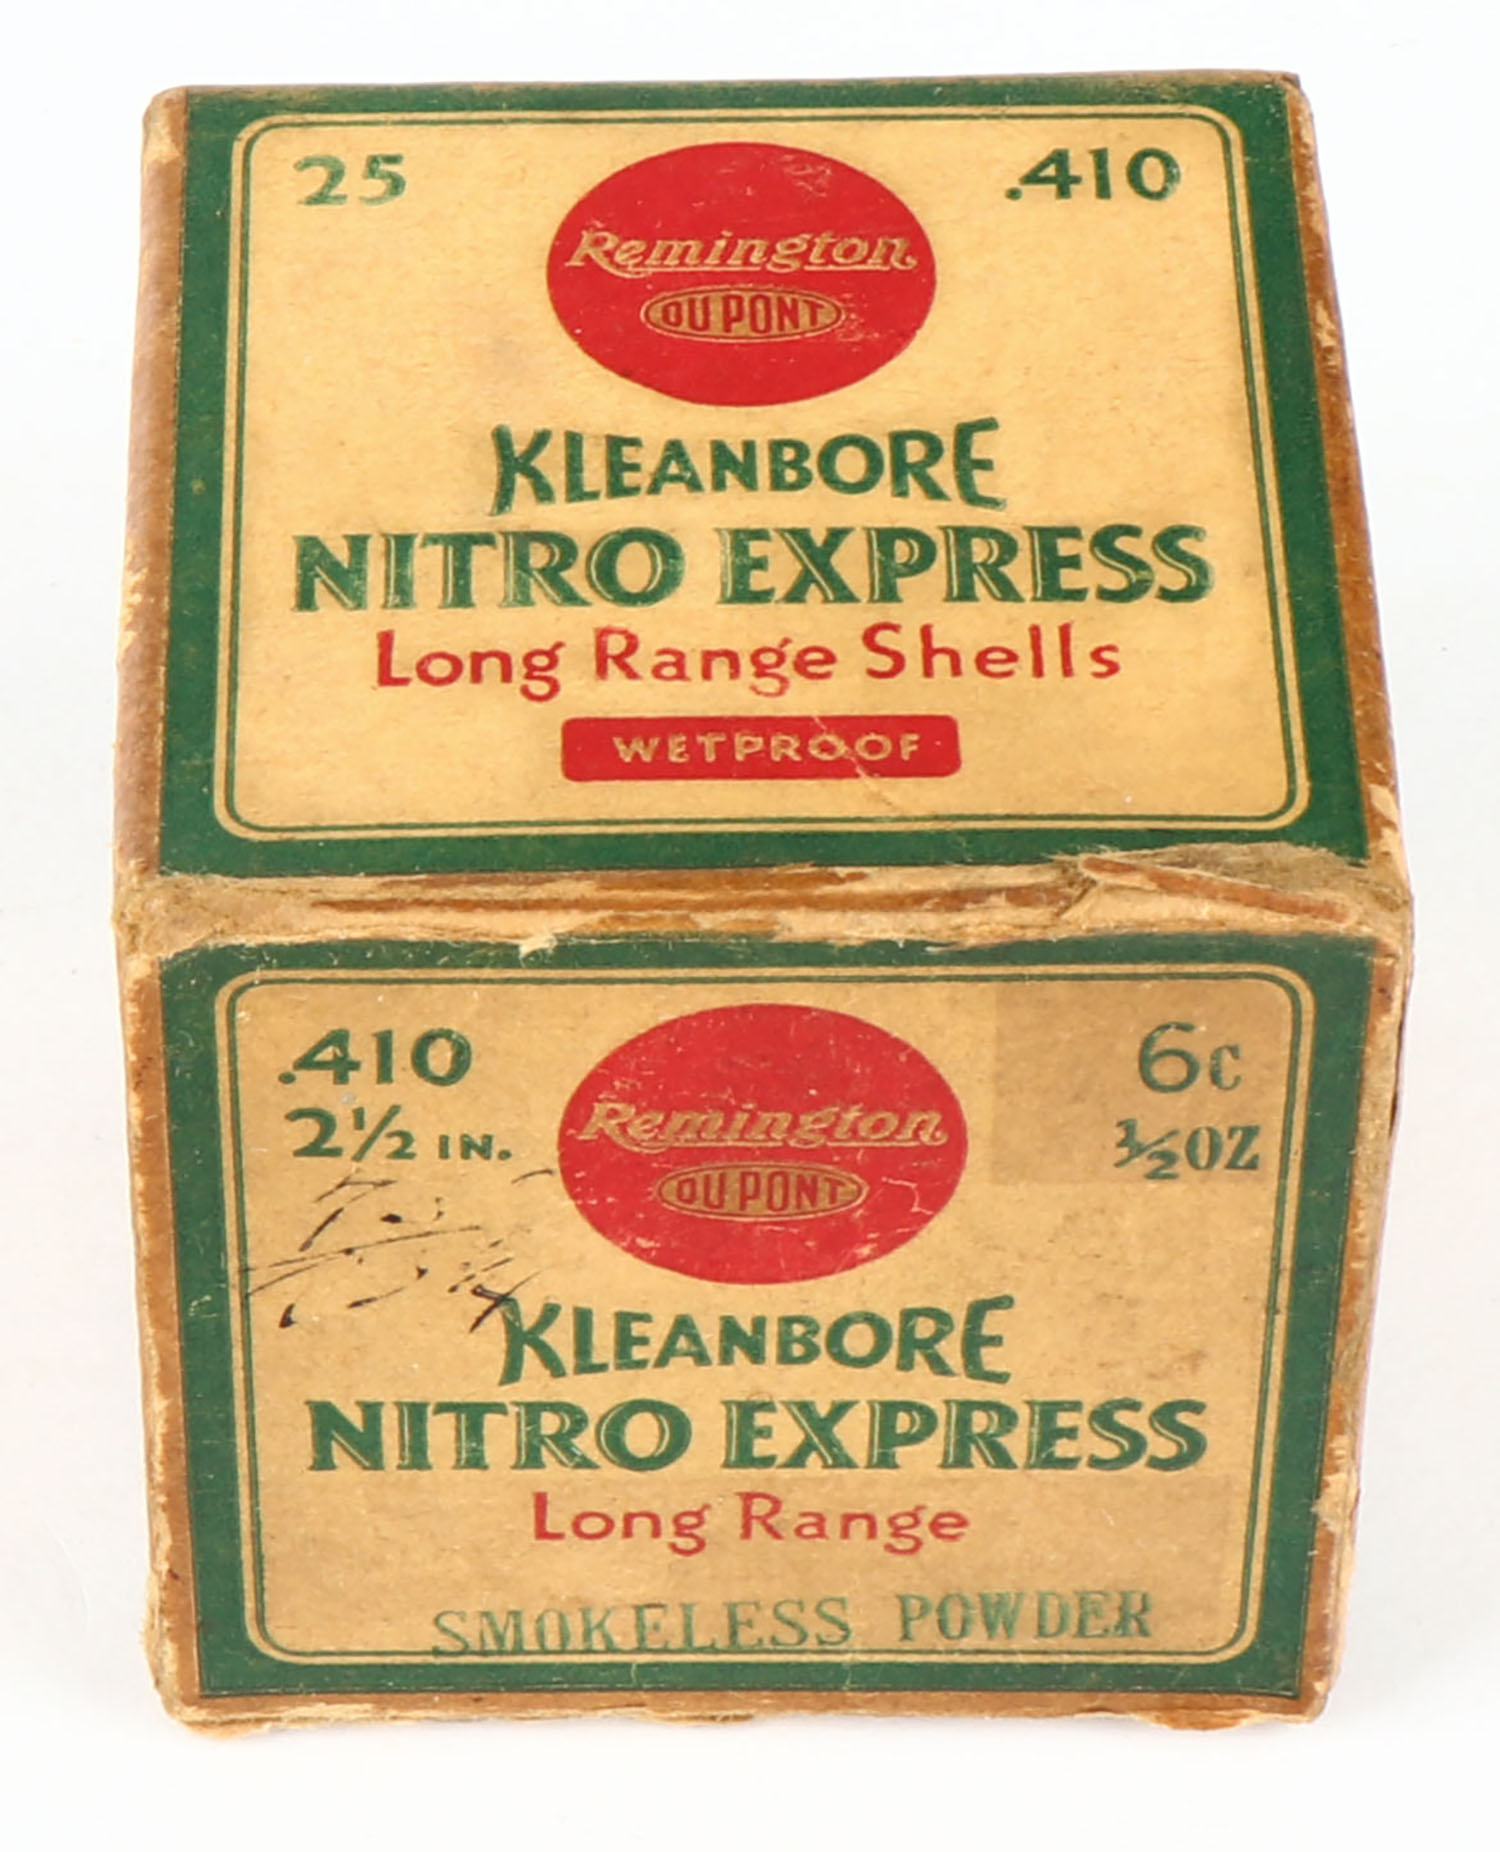 25 .410
Remington
DU PONT
KLEANBORE
NITRO EXPRESS
Long Range Shells
WETPROOF
.410 6c
2½ IN. ½OZ
Remington
DU PONT
KLEANBORE
NITRO EXPRESS
Long Range
SMOKELESS POWDER